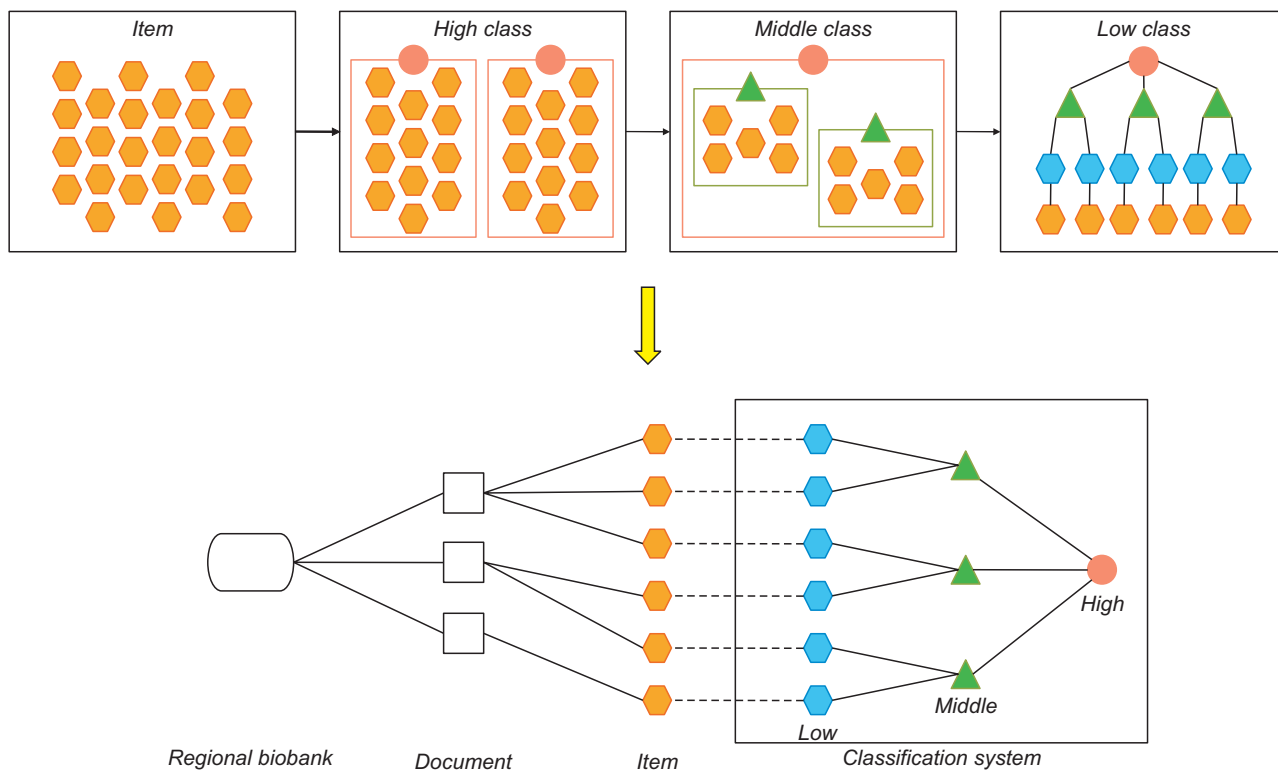 Item
High class
Middle class
Low class
High
Middle
Low
Regional biobank
Document
Item
Classification system